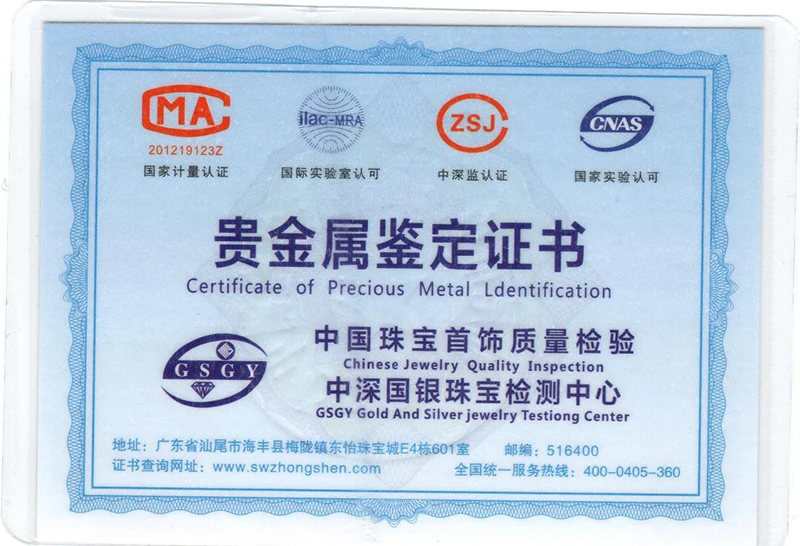 CMA
ilac-MRA
ZSJ
CNAS
201219123Z
国家计量认证
国际实验室认可
中深监认证
国家实验认可
贵金属鉴定证书
Certificate of Precious Metal Ldentification
GSGY
中国珠宝首饰质量检验
Chinese Jewelry Quality Inspection
中深国银珠宝检测中心
GSGY Gold And Silver jewelry Testiong Center
地址：广东省汕尾市海丰县梅陇镇东怡珠宝城E4栋601室 邮编：516400
证书查询网址：www.swzhongshen.com 全国统一服务热线：400-0405-360